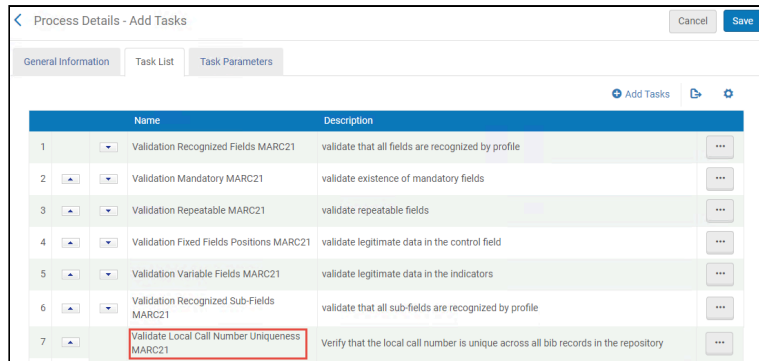 Process Details - Add Tasks
Cancel
Save
General Information
Task List
Task Parameters
Add Tasks
Name
Description
1
Validation Recognized Fields MARC21
validate that all fields are recognized by profile
2
Validation Mandatory MARC21
validate existence of mandatory fields
3
Validation Repeatable MARC21
validate repeatable fields
4
Validation Fixed Fields Positions MARC21
validate legitimate data in the control field
5
Validation Variable Fields MARC21
validate legitimate data in the indicators
6
Validation Recognized Sub-Fields
MARC21
validate that all sub-fields are recognized by profile
7
Validate Local Call Number Uniqueness
MARC21
Verify that the local call number is unique across all bib records in the repository